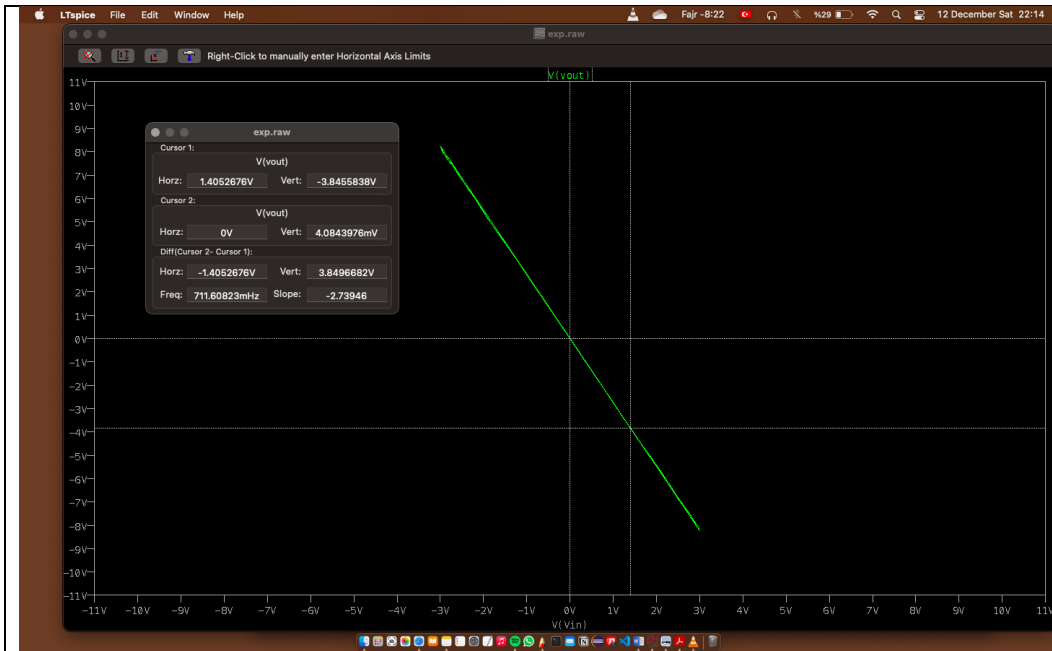 LTspice File Edit Window Help Fajr -8:22 %29 12 December Sat 22:14
exp.raw
Right-Click to manually enter Horizontal Axis Limits
V(vout)
11V
10V
9V
8V
7V
6V
5V
4V
3V
2V
1V
0V
-1V
-2V
-3V
-4V
-5V
-6V
-7V
-8V
-9V
-10V
-11V
exp.raw
Cursor 1:
V(vout)
Horz: 1.4052676V Vert: -3.8455838V
Cursor 2:
V(vout)
Horz: 0V Vert: 4.0843976mV
Diff(Cursor 2- Cursor 1):
Horz: -1.4052676V Vert: 3.8496682V
Freq: 711.60823mHz Slope: -2.73946
-11V -10V -9V -8V -7V -6V -5V -4V -3V -2V -1V 0V 1V 2V 3V 4V 5V 6V 7V 8V 9V 10V 11V
V(Vin)